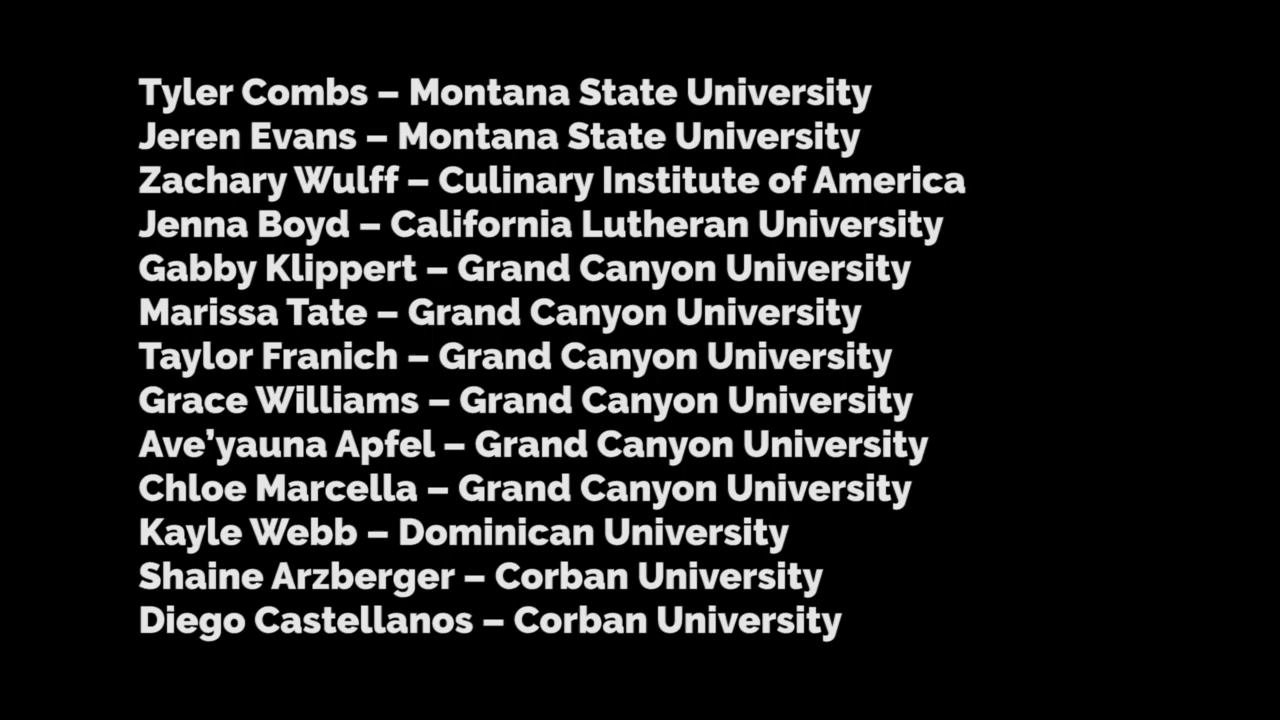 Tyler Combs – Montana State University
Jeren Evans – Montana State University
Zachary Wulff – Culinary Institute of America
Jenna Boyd – California Lutheran University
Gabby Klippert – Grand Canyon University
Marissa Tate – Grand Canyon University
Taylor Franich – Grand Canyon University
Grace Williams – Grand Canyon University
Ave’yauna Apfel – Grand Canyon University
Chloe Marcella – Grand Canyon University
Kayle Webb – Dominican University
Shaine Arzberger – Corban University
Diego Castellanos – Corban University